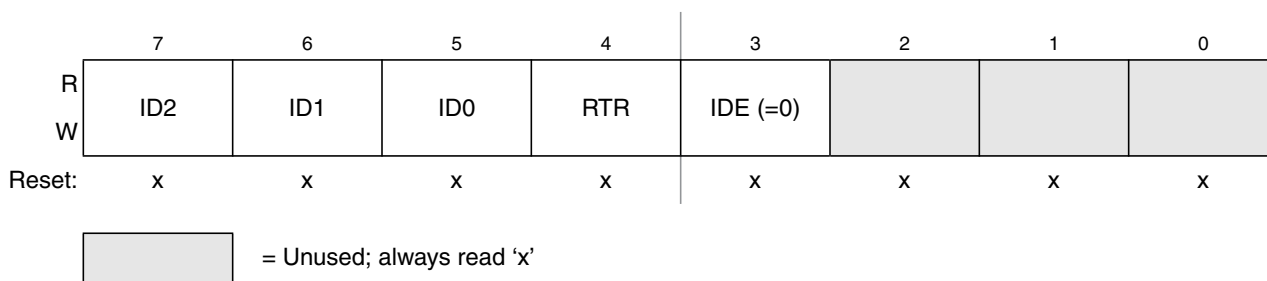 7 6 5 4 3 2 1 0
R
W
ID2 ID1 ID0 RTR IDE (=0)
Reset: x x x x x x x x
= Unused; always read ‘x’